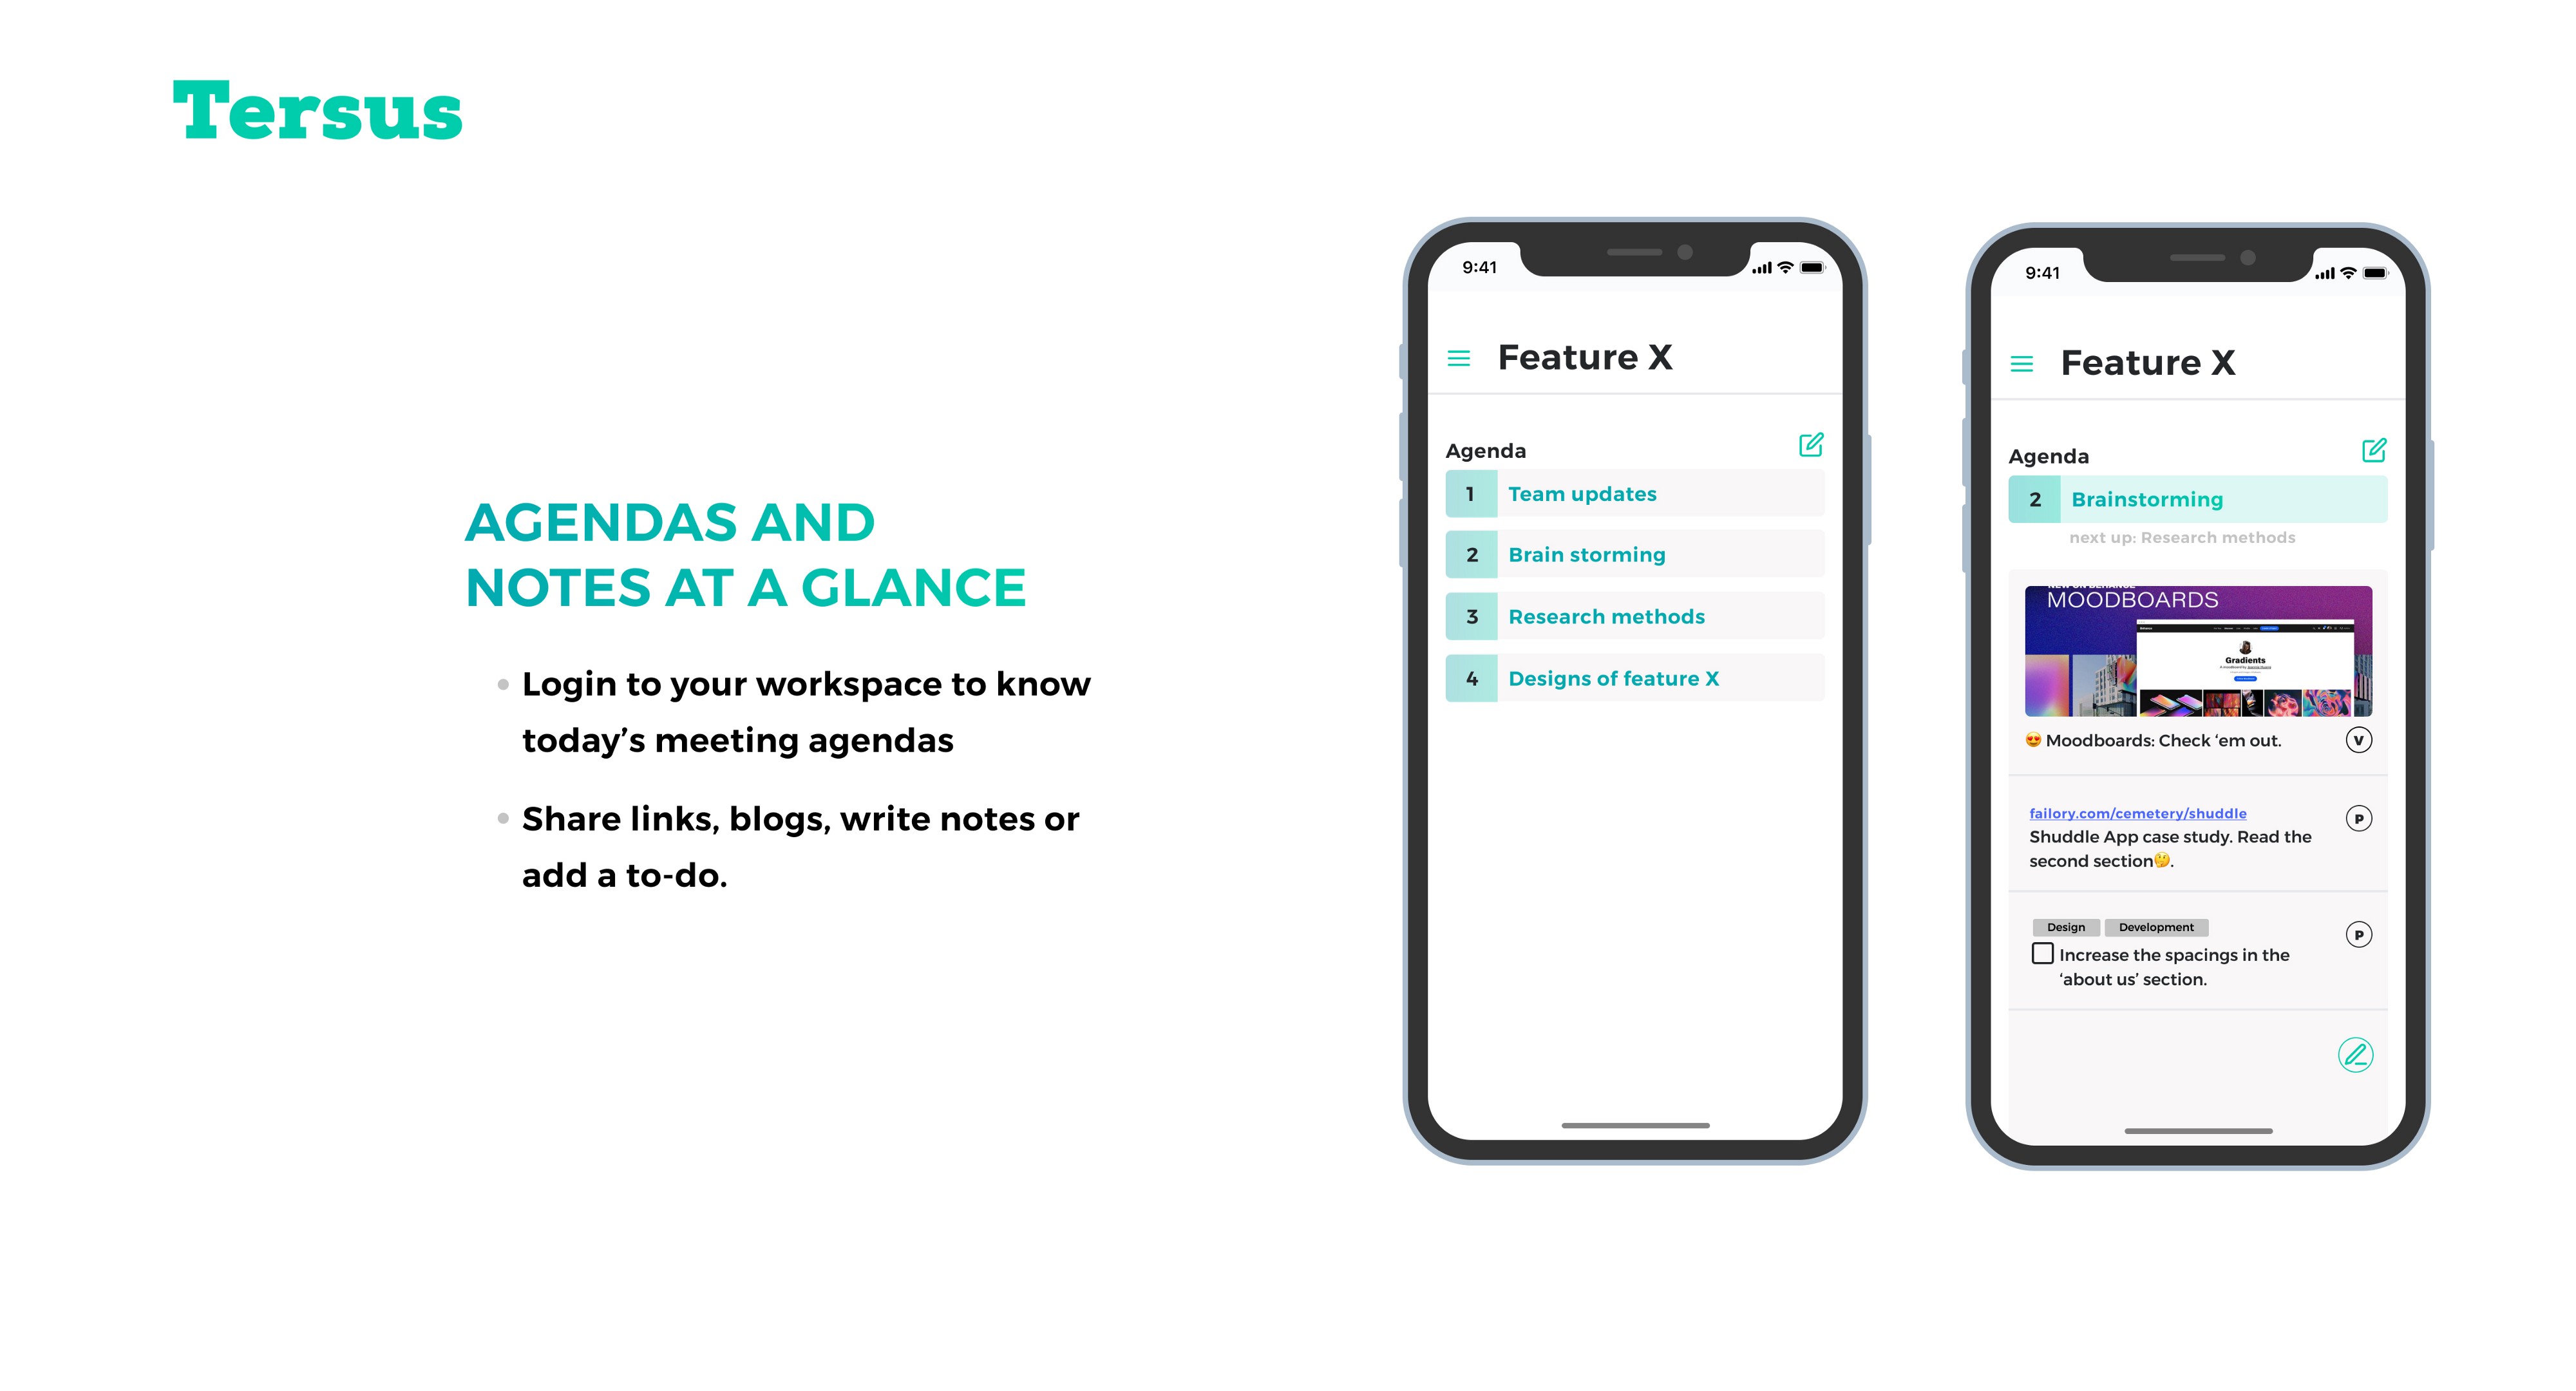 Tersus
AGENDAS AND
NOTES AT A GLANCE
Login to your workspace to know
today’s meeting agendas
Share links, blogs, write notes or
add a to-do.
9:41
Feature X
Agenda
1 Team updates
2 Brain storming
3 Research methods
4 Designs of feature X
9:41
Feature X
Agenda
2 Brainstorming
next up: Research methods
NEW ON BEHANCE
MOODBOARDS
Gradients
😍 Moodboards: Check ‘em out.
V
failory.com/cemetery/shuddle
P
Shuddle App case study. Read the
second section🤔.
Design Development
P
Increase the spacings in the
‘about us’ section.